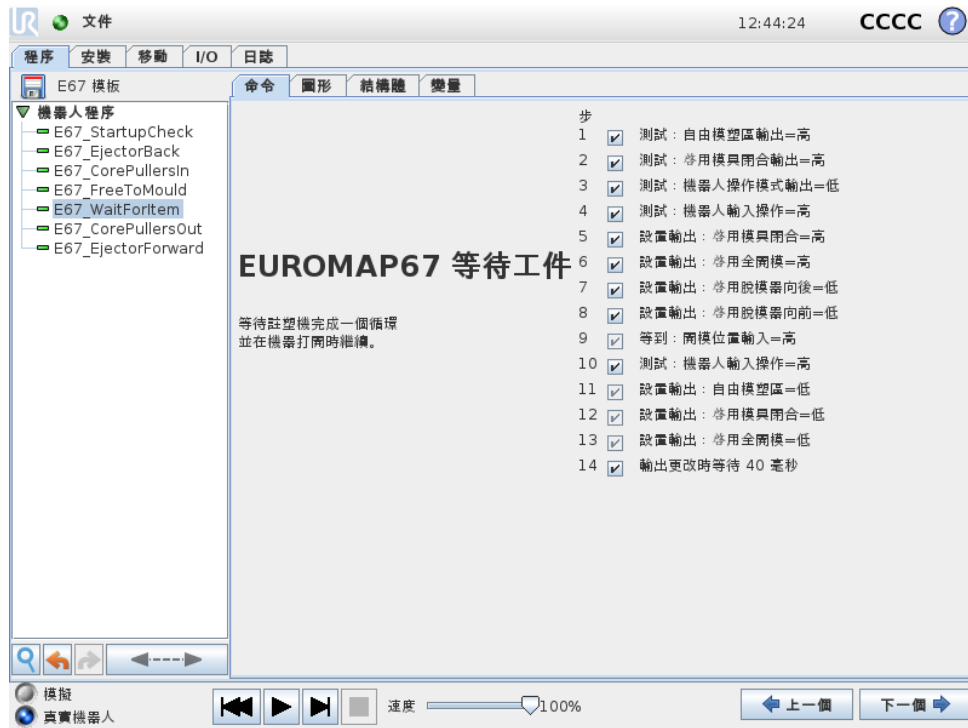 UR 文件 12:44:24 CCCC ?
程序 安裝 移動 I/O 日誌
E67 模板
命令 圖形 結構體 變量
機器人程序
E67_StartupCheck
E67_EjectorBack
E67_CorePullersIn
E67_FreeToMould
E67_WaitForItem
E67_CorePullersOut
E67_EjectorForward
EUROMAP67 等待工件
等待註塑機完成一個循環
並在機器打開時繼續。
步
1 測試：自由模塑區輸出=高
2 測試：啓用模具閉合輸出=高
3 測試：機器人操作模式輸出=低
4 測試：機器人輸入操作=高
5 設置輸出：啓用模具閉合=高
6 設置輸出：啓用全開模=高
7 設置輸出：啓用脫模器向後=低
8 設置輸出：啓用脫模器向前=低
9 等到：開模位置輸入=高
10 測試：機器人輸入操作=高
11 設置輸出：自由模塑區=低
12 設置輸出：啓用模具閉合=低
13 設置輸出：啓用全開模=低
14 輸出更改時等待 40 毫秒
模擬
真實機器人
速度 100%
上一個 下一個